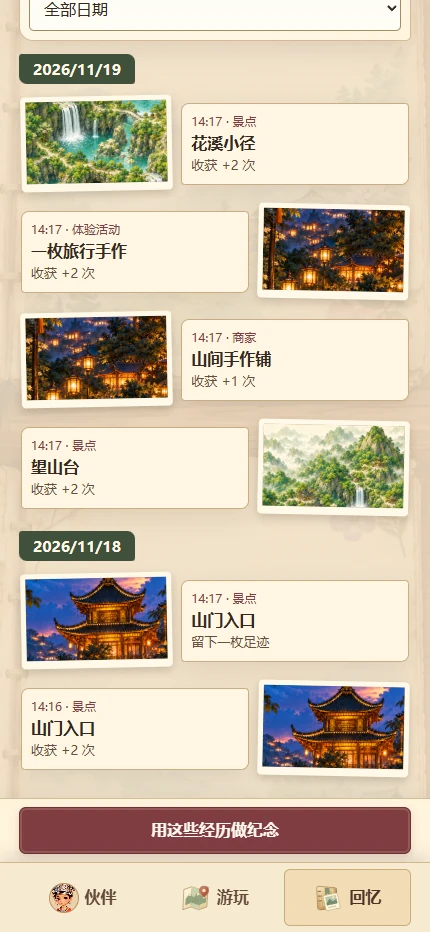 全部日期
2026/11/19
14:17 · 景点
花溪小径
收获 +2 次
14:17 · 体验活动
一枚旅行手作
收获 +2 次
14:17 · 商家
山间手作铺
收获 +1 次
14:17 · 景点
望山台
收获 +2 次
2026/11/18
14:17 · 景点
山门入口
留下一枚足迹
14:16 · 景点
山门入口
收获 +2 次
用这些经历做纪念
伙伴
游玩
回忆